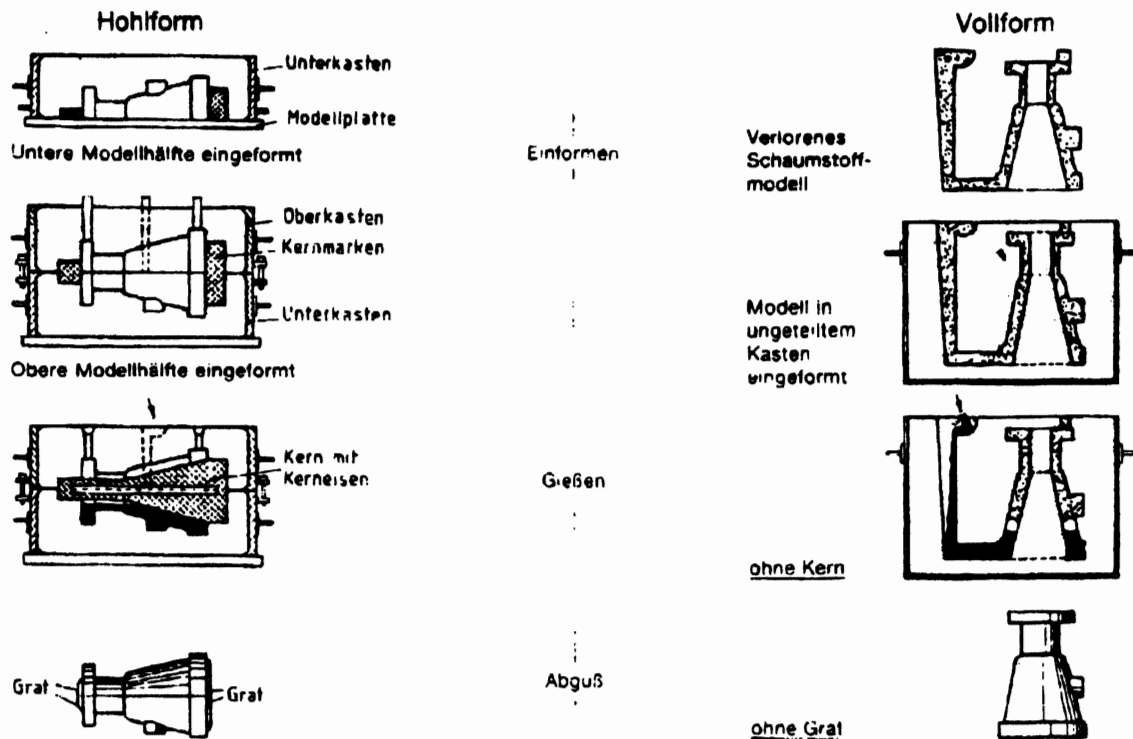 Hohlform
Vollform
Unterkasten
Modellplatte
Untere Modellhälfte eingeformt
Einformen
Verlorenes
Schaumstoff-
modell
Oberkasten
Kernmarken
Unterkasten
Obere Modellhälfte eingeformt
Modell in
ungeteiltem
Kasten
eingeformt
Kern mit
Kerneisen
Gießen
ohne Kern
Grat
Grat
Abguß
ohne Grat